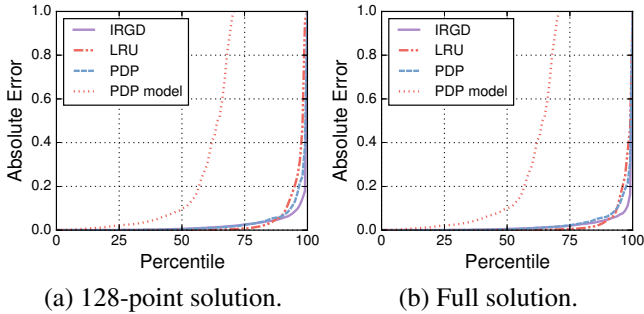 1.0
0.8
0.6
0.4
0.2
0.0
Absolute Error
IRGD
LRU
PDP
PDP model
0 25 50 75 100
Percentile
(a) 128-point solution.
1.0
0.8
0.6
0.4
0.2
0.0
Absolute Error
IRGD
LRU
PDP
PDP model
0 25 50 75 100
Percentile
(b) Full solution.